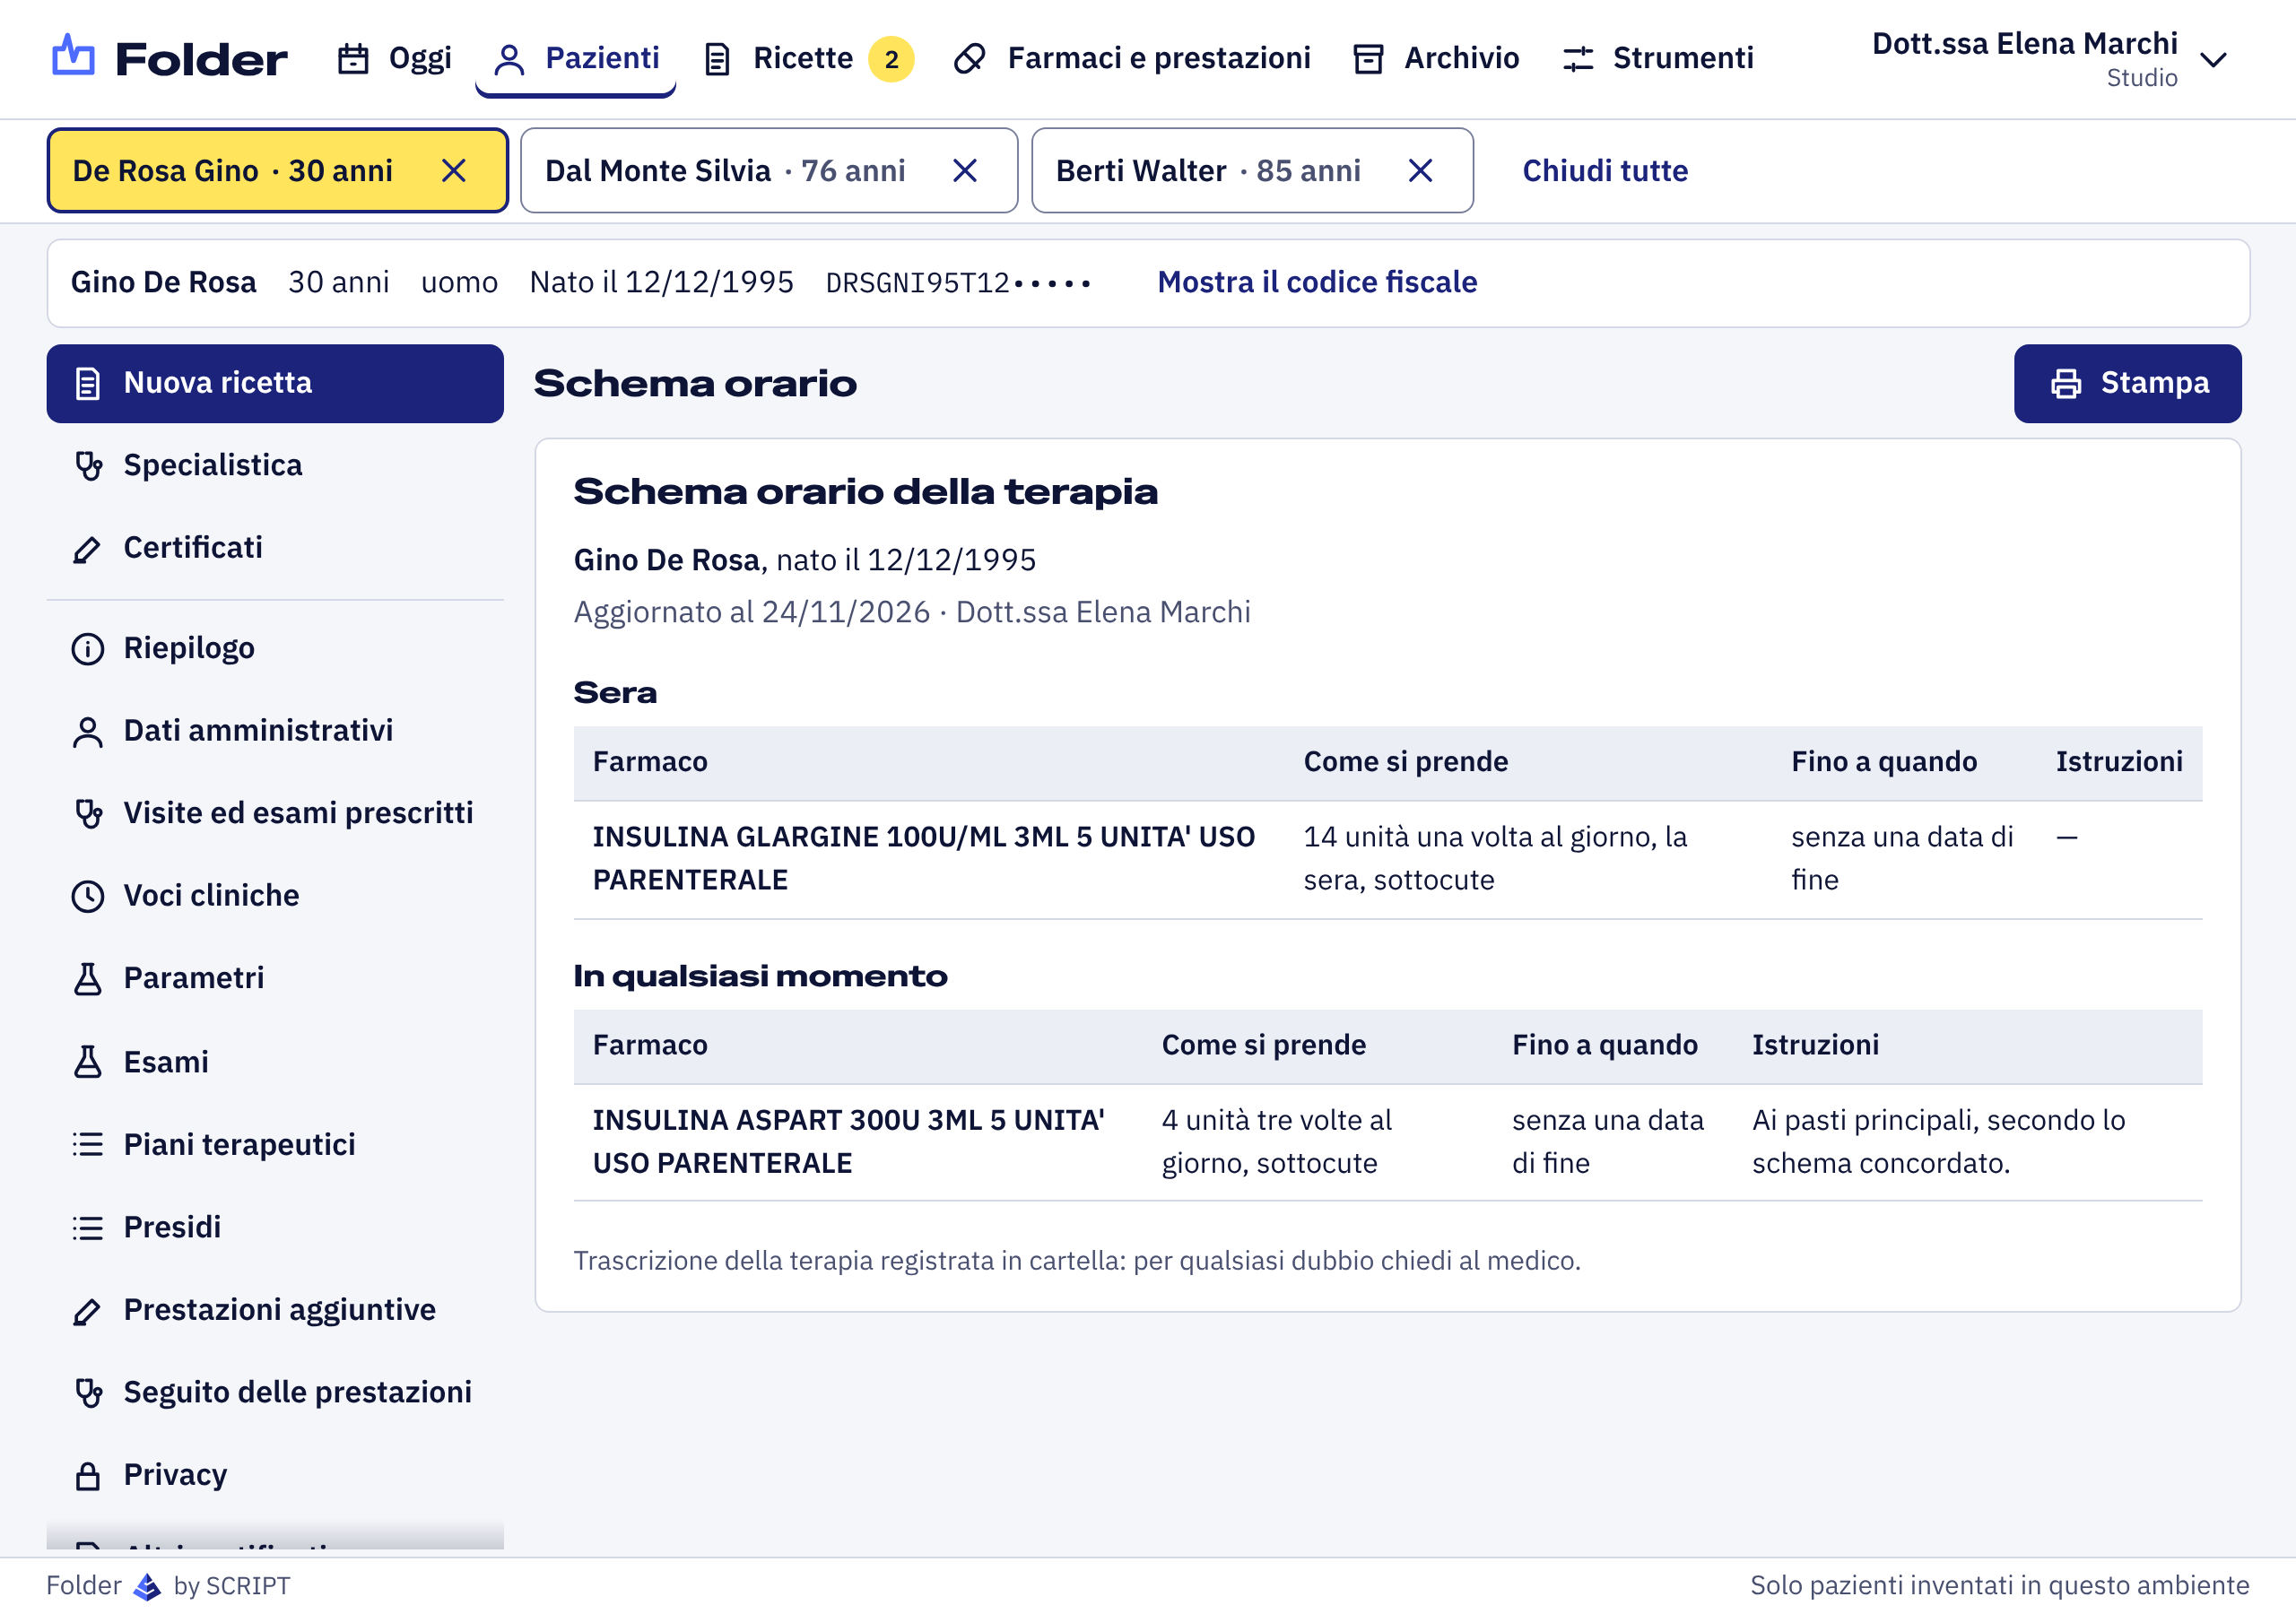 Folder
Oggi
Pazienti
Ricette 2
Farmaci e prestazioni
Archivio
Strumenti
Dott.ssa Elena Marchi
Studio
De Rosa Gino · 30 anni
Dal Monte Silvia · 76 anni
Berti Walter · 85 anni
Chiudi tutte
Gino De Rosa 30 anni uomo Nato il 12/12/1995 DRSGNI95T12••••• Mostra il codice fiscale
Nuova ricetta
Specialistica
Certificati
Riepilogo
Dati amministrativi
Visite ed esami prescritti
Voci cliniche
Parametri
Esami
Piani terapeutici
Presidi
Prestazioni aggiuntive
Seguito delle prestazioni
Privacy
Schema orario
Stampa
Schema orario della terapia
Gino De Rosa, nato il 12/12/1995
Aggiornato al 24/11/2026 · Dott.ssa Elena Marchi
Sera
Farmaco Come si prende Fino a quando Istruzioni
INSULINA GLARGINE 100U/ML 3ML 5 UNITA' USO
PARENTERALE
14 unità una volta al giorno, la
sera, sottocute
senza una data di
fine
—
In qualsiasi momento
Farmaco Come si prende Fino a quando Istruzioni
INSULINA ASPART 300U 3ML 5 UNITA'
USO PARENTERALE
4 unità tre volte al
giorno, sottocute
senza una data
di fine
Ai pasti principali, secondo lo
schema concordato.
Trascrizione della terapia registrata in cartella: per qualsiasi dubbio chiedi al medico.
Folder by SCRIPT
Solo pazienti inventati in questo ambiente